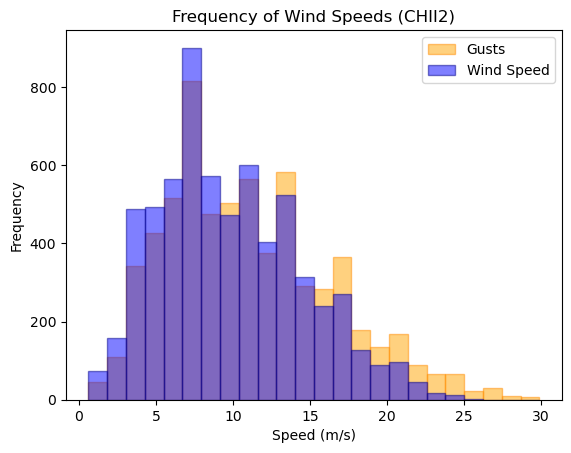 Frequency of Wind Speeds (CHII2)
Gusts
Wind Speed
Frequency
800
600
400
200
0
0 5 10 15 20 25 30
Speed (m/s)